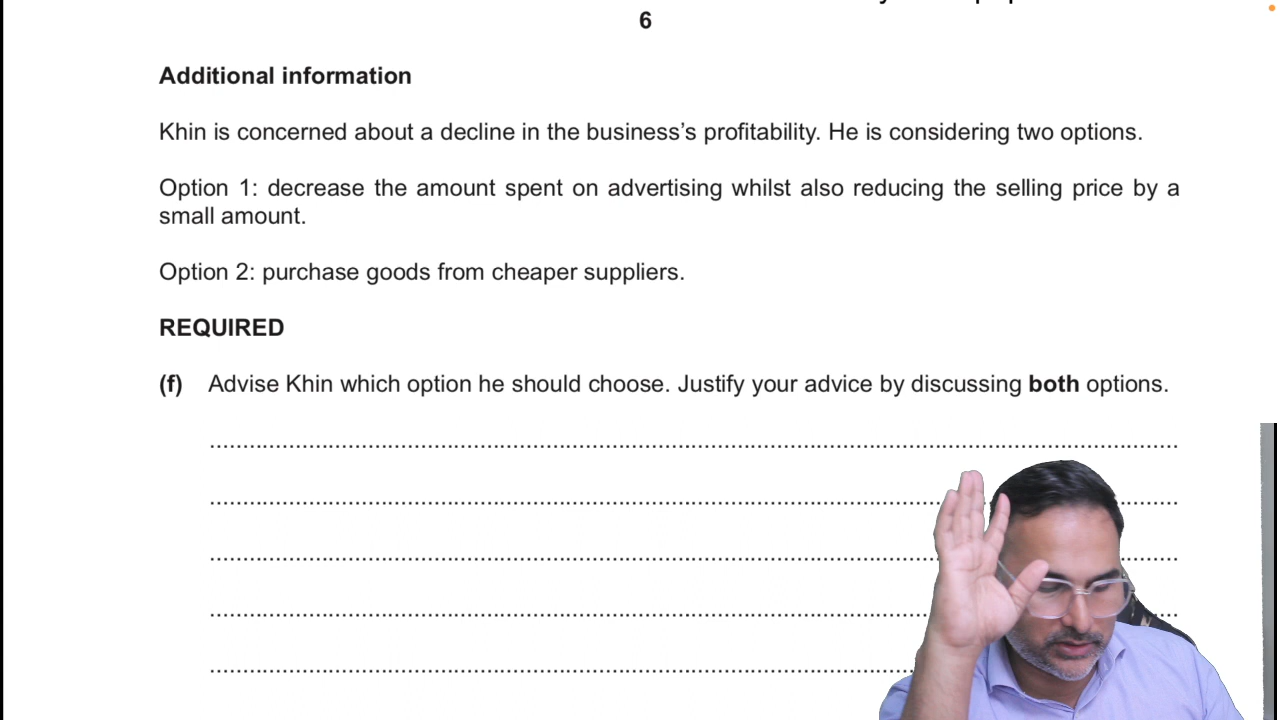 6
Additional information
Khin is concerned about a decline in the business's profitability. He is considering two options.
Option 1: decrease the amount spent on advertising whilst also reducing the selling price by a
small amount.
Option 2: purchase goods from cheaper suppliers.
REQUIRED
(f) Advise Khin which option he should choose. Justify your advice by discussing both options.